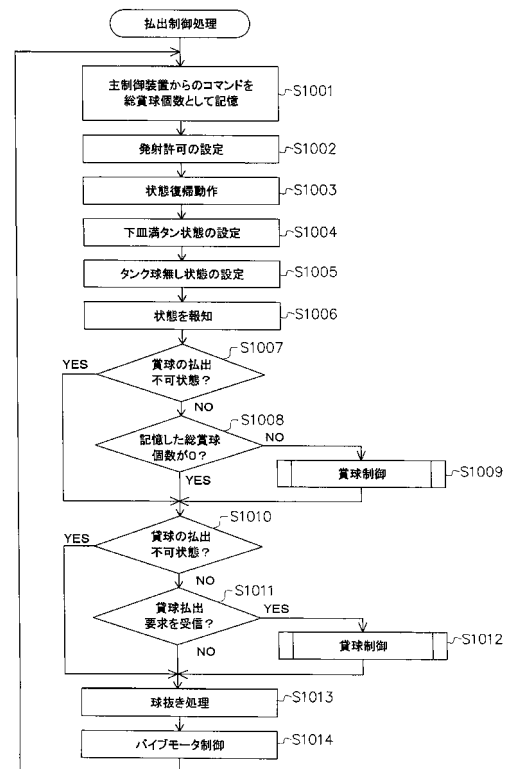 払出制御処理
主制御装置からのコマンドを
総賞球個数として記憶
S1001
発射許可の設定
S1002
状態復帰動作
S1003
下皿満タン状態の設定
S1004
タンク球無し状態の設定
S1005
状態を報知
S1006
S1007
YES
賞球の払出
不可状態?
NO
S1008
記憶した総賞球
個数が0?
NO
YES
賞球制御
S1009
S1010
YES
貸球の払出
不可状態?
NO
S1011
貸球払出
要求を受信?
YES
NO
貸球制御
S1012
球抜き処理
S1013
バイブモータ制御
S1014